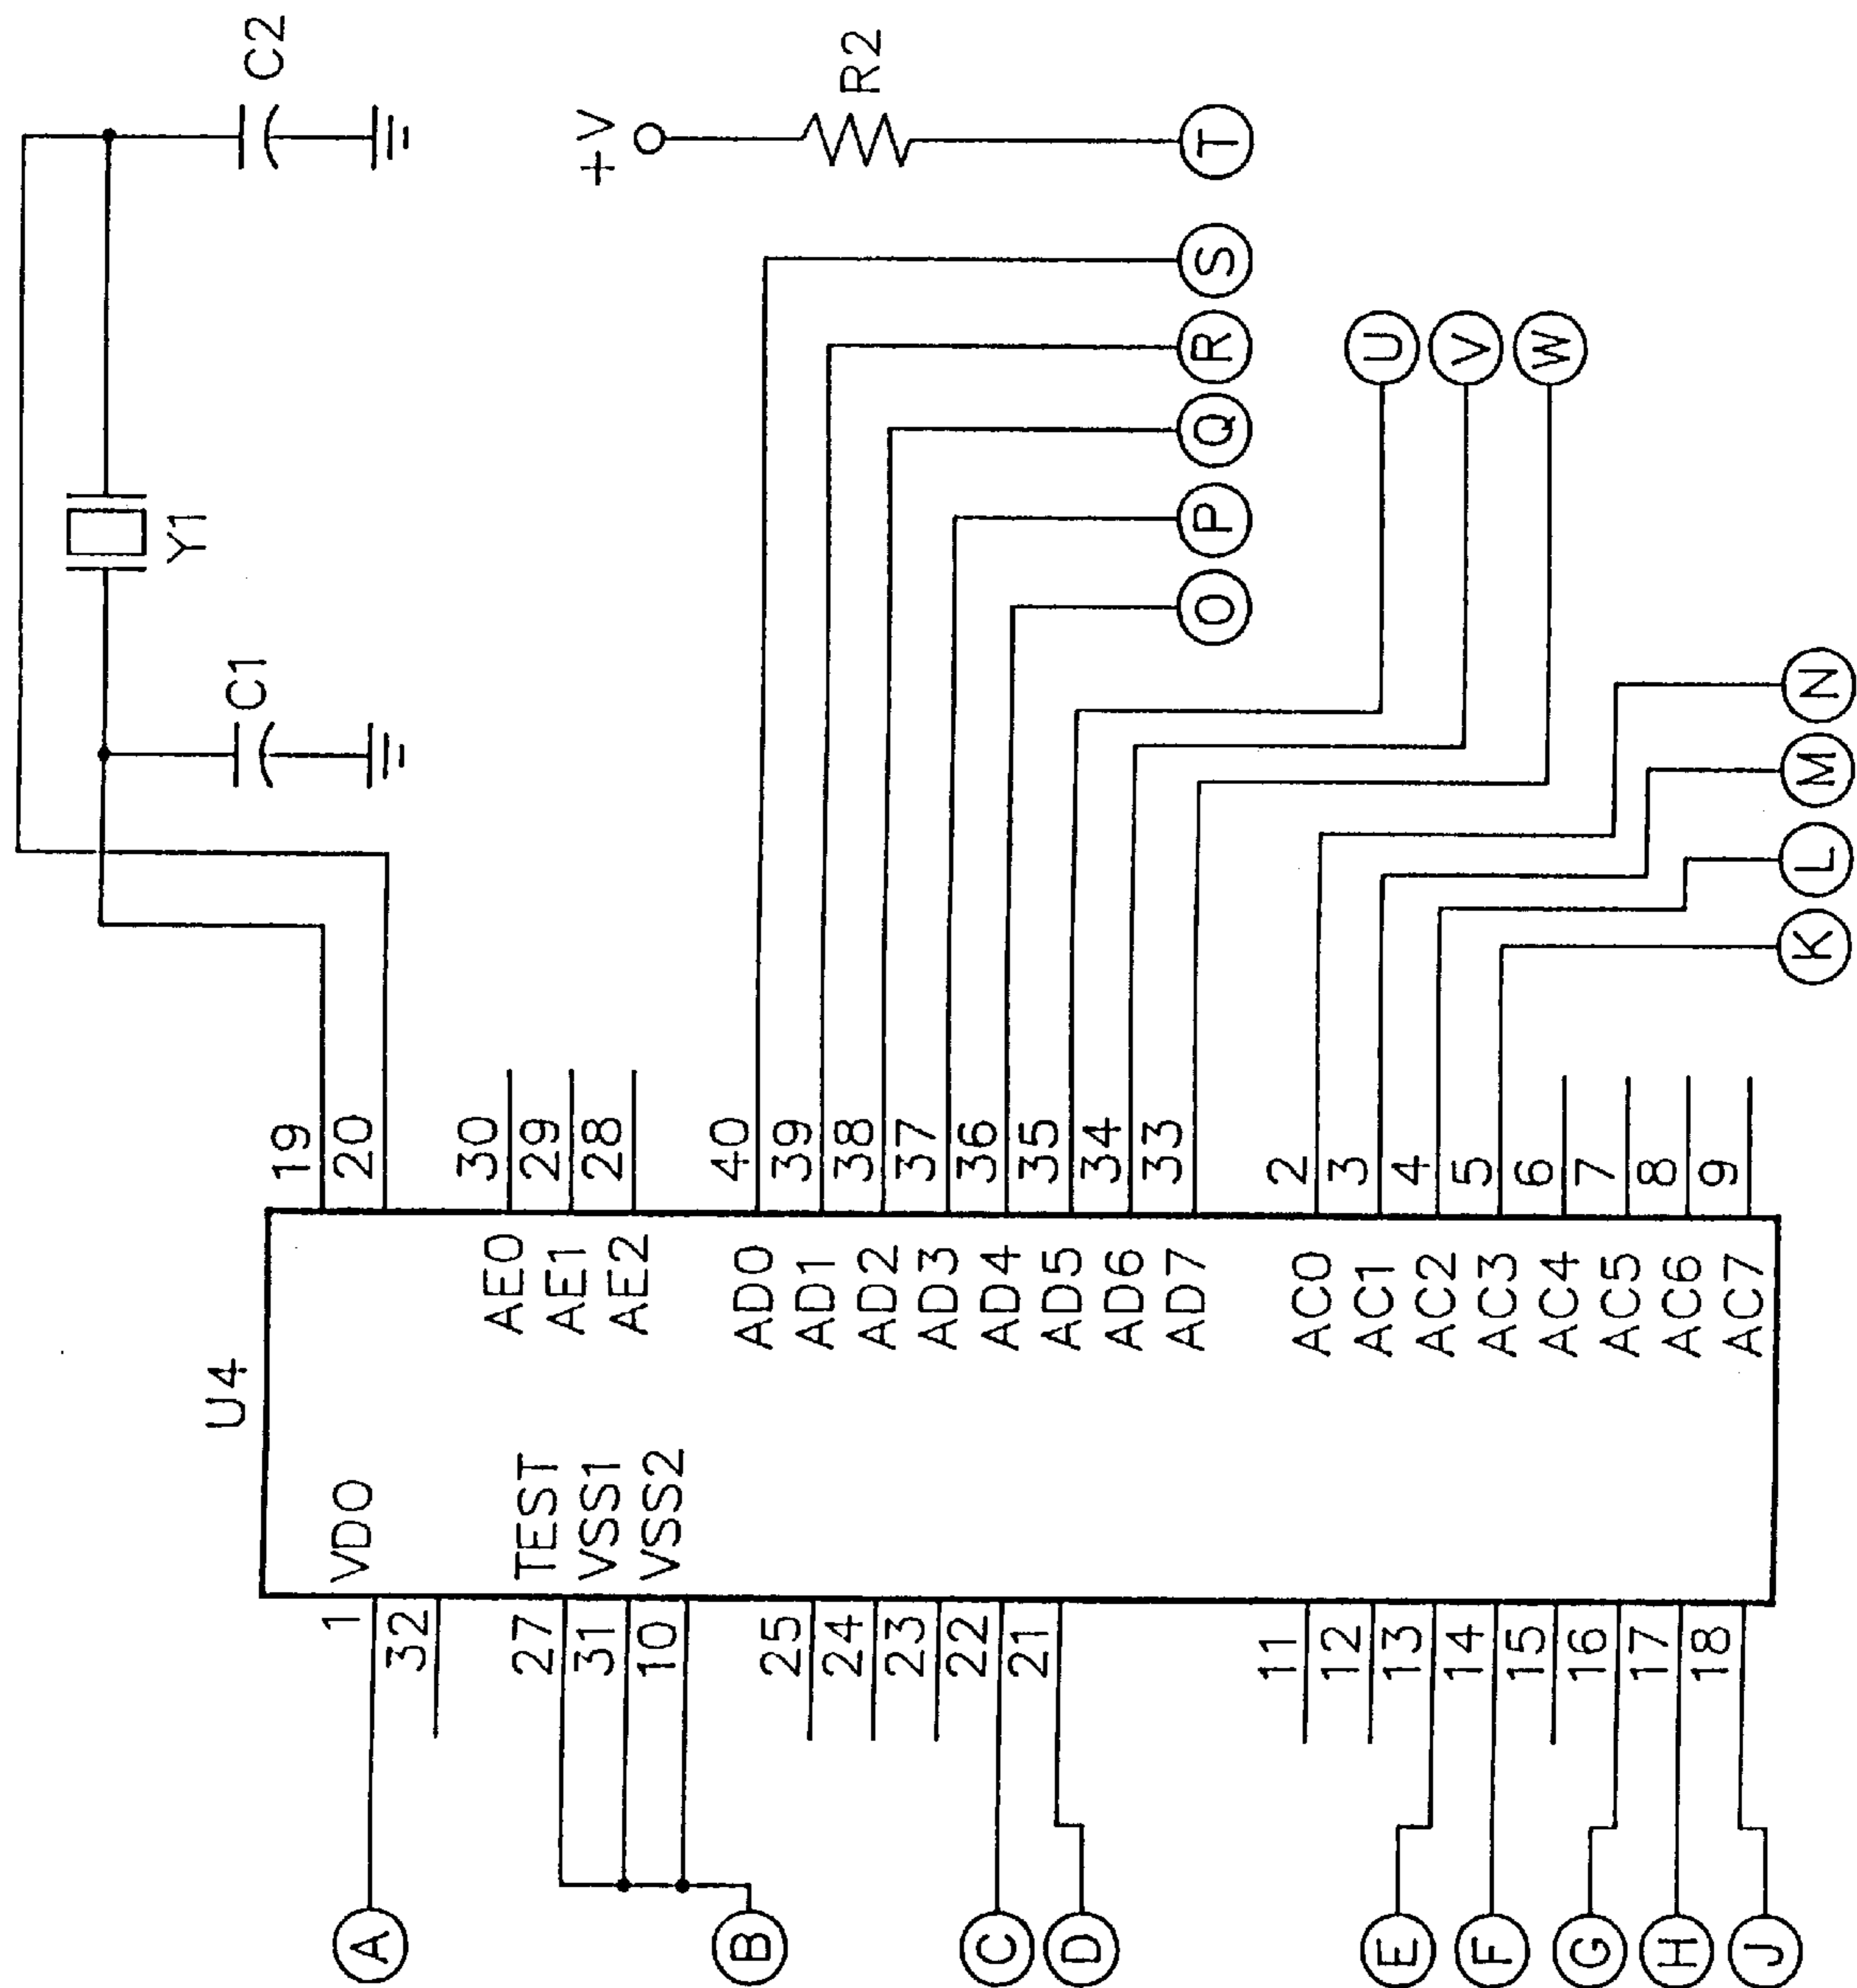 C2
Y1
C1
+V
R2
T
S
R
Q
P
O
U
V
W
N
M
L
K
U4
19
20
30
29
28
40
39
38
37
36
35
34
33
2
3
4
5
6
7
8
9
AE0
AE1
AE2
AD0
AD1
AD2
AD3
AD4
AD5
AD6
AD7
AC0
AC1
AC2
AC3
AC4
AC5
AC6
AC7
VDO
TEST
VSS1
VSS2
1
32
27
31
10
25
24
23
22
21
11
12
13
14
15
16
17
18
A
B
C
D
E
F
G
H
J